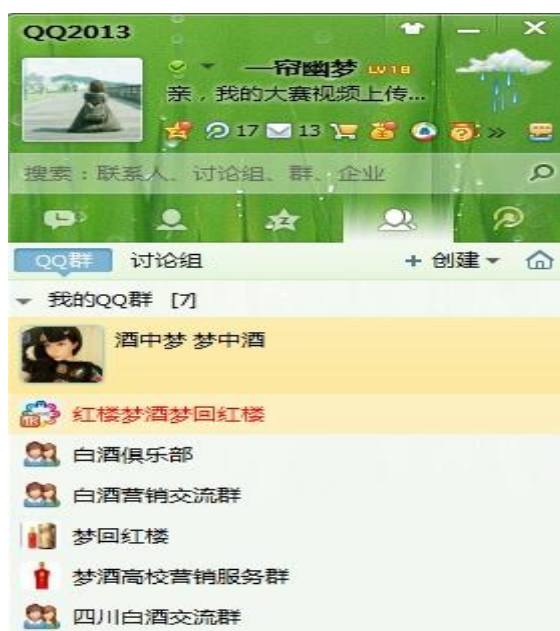 QQ2013
一帘幽梦 LV18
亲，我的大赛视频上传...
17 13
搜索：联系人、讨论组、群、企业
QQ群 讨论组 + 创建
我的QQ群 [7]
酒中梦 梦中酒
红楼梦酒梦回红楼
白酒俱乐部
白酒营销交流群
梦回红楼
梦酒高校营销服务群
四川白酒交流群